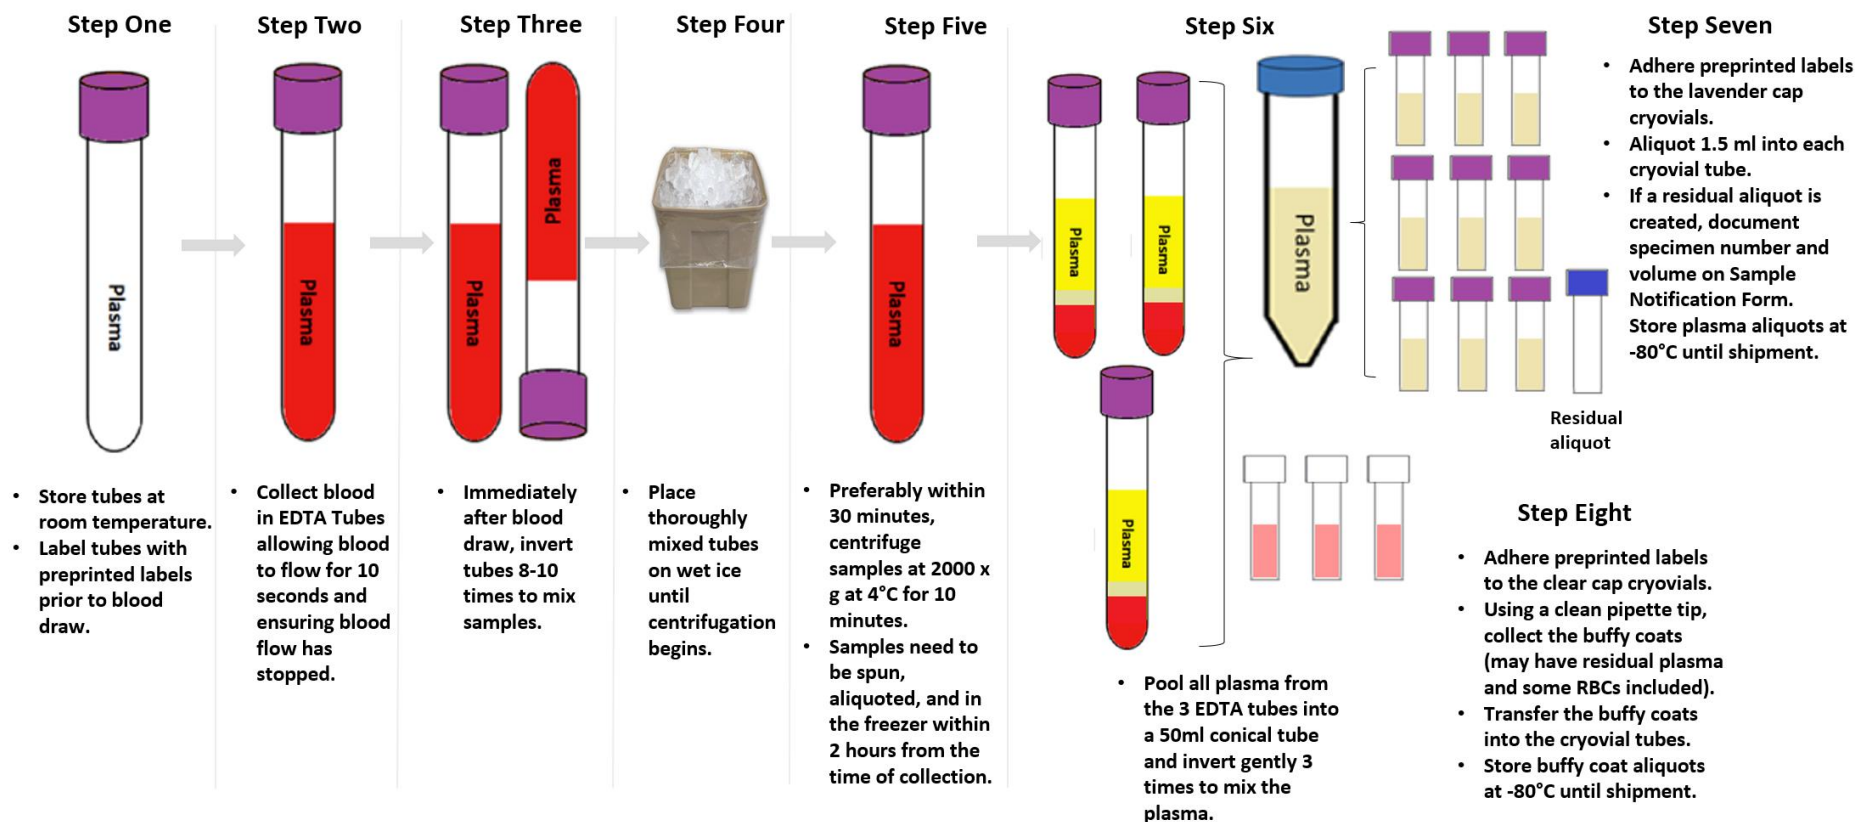 Step One
Plasma
• Store tubes at
room temperature.
• Label tubes with
preprinted labels
prior to blood
draw.
Step Two
Plasma
• Collect blood
in EDTA Tubes
allowing blood
to flow for 10
seconds and
ensuring blood
flow has
stopped.
Step Three
Plasma
Plasma
• Immediately
after blood
draw, invert
tubes 8-10
times to mix
samples.
Step Four
• Place
thoroughly
mixed tubes
on wet ice
until
centrifugation
begins.
Step Five
Plasma
• Preferably within
30 minutes,
centrifuge
samples at 2000 x
g at 4°C for 10
minutes.
• Samples need to
be spun,
aliquoted, and in
the freezer within
2 hours from the
time of collection.
Step Six
Plasma
Plasma
Plasma
Plasma
• Pool all plasma from
the 3 EDTA tubes into
a 50ml conical tube
and invert gently 3
times to mix the
plasma.
Step Seven
• Adhere preprinted labels
to the lavender cap
cryovials.
• Aliquot 1.5 ml into each
cryovial tube.
• If a residual aliquot is
created, document
specimen number and
volume on Sample
Notification Form.
Store plasma aliquots at
-80°C until shipment.
Residual
aliquot
Step Eight
• Adhere preprinted labels
to the clear cap cryovials.
• Using a clean pipette tip,
collect the buffy coats
(may have residual plasma
and some RBCs included).
• Transfer the buffy coats
into the cryovial tubes.
• Store buffy coat aliquots
at -80°C until shipment.